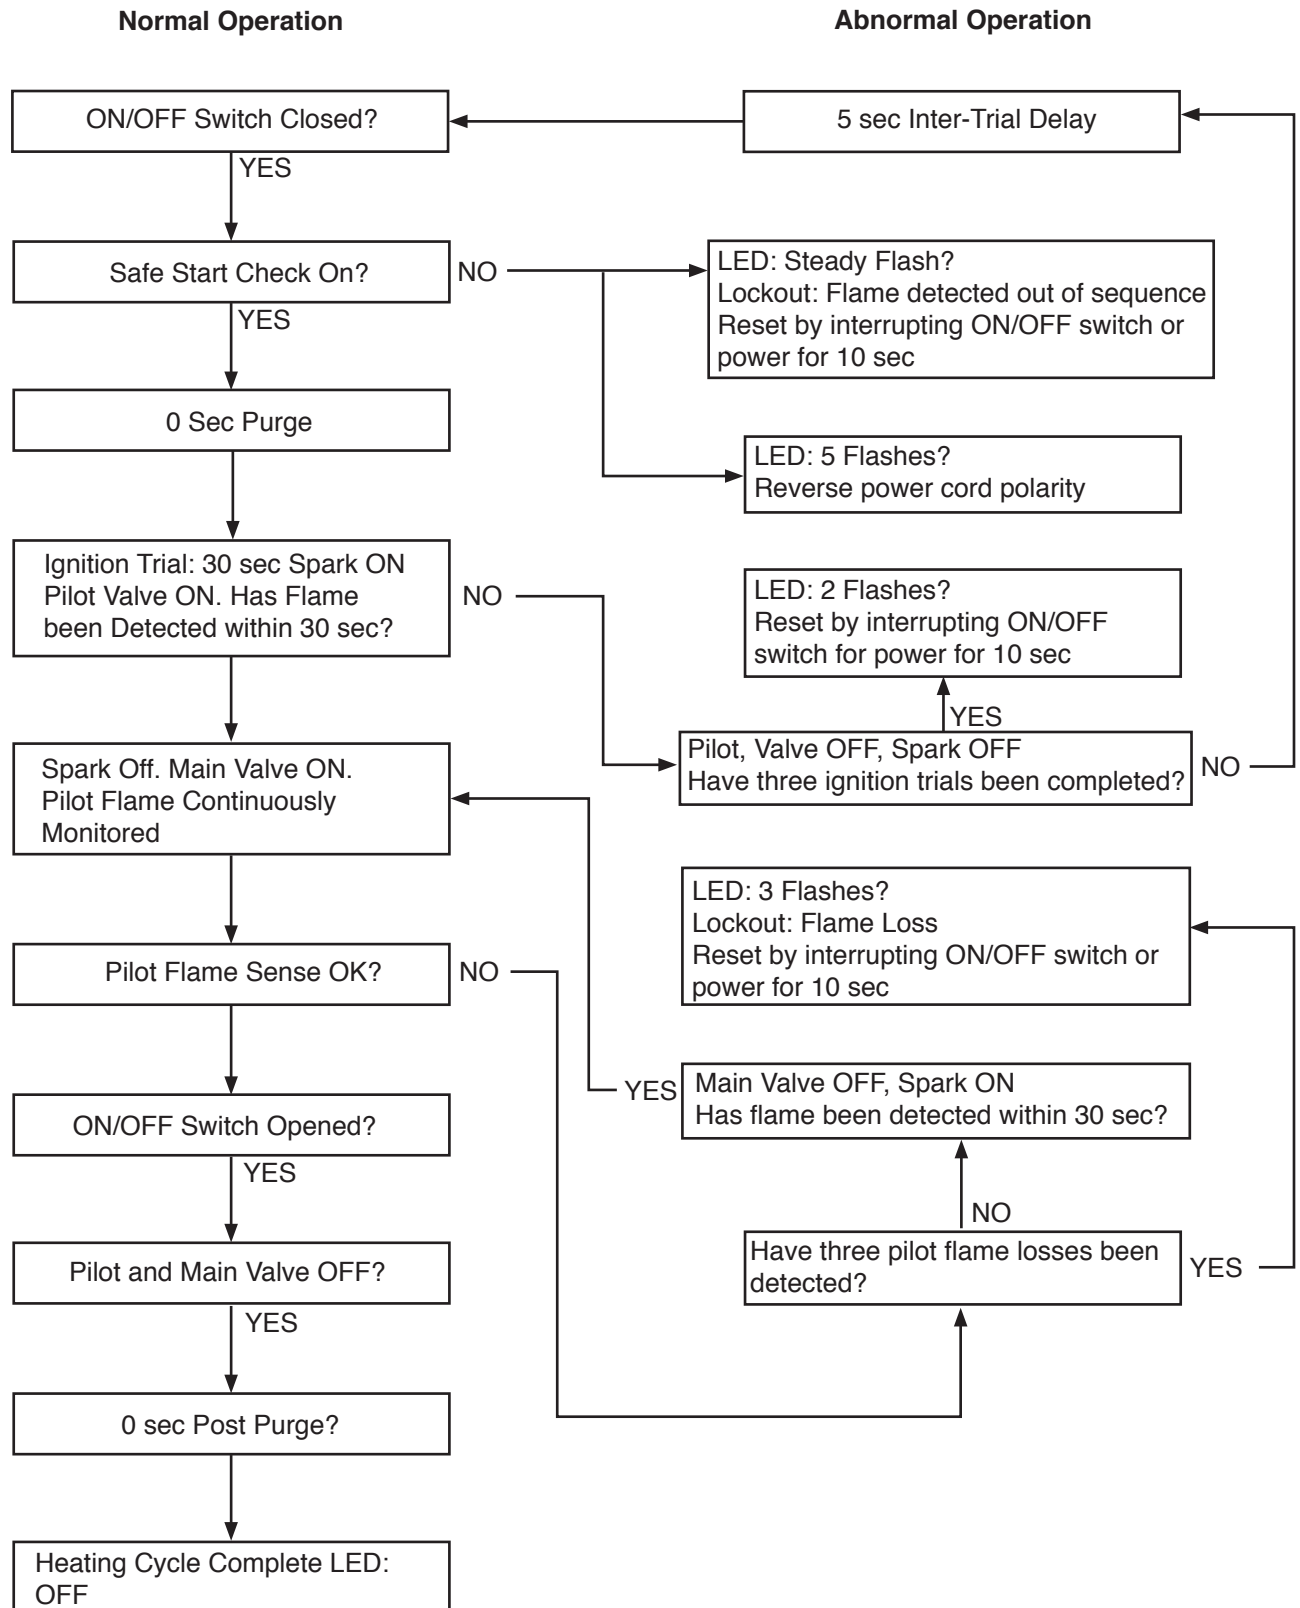 Normal Operation
Abnormal Operation
ON/OFF Switch Closed?
5 sec Inter-Trial Delay
YES
Safe Start Check On?
NO
LED: Steady Flash?
Lockout: Flame detected out of sequence
Reset by interrupting ON/OFF switch or
power for 10 sec
YES
0 Sec Purge
LED: 5 Flashes?
Reverse power cord polarity
Ignition Trial: 30 sec Spark ON
Pilot Valve ON. Has Flame
been Detected within 30 sec?
NO
LED: 2 Flashes?
Reset by interrupting ON/OFF
switch for power for 10 sec
YES
Pilot, Valve OFF, Spark OFF
Have three ignition trials been completed?
NO
Spark Off. Main Valve ON.
Pilot Flame Continuously
Monitored
LED: 3 Flashes?
Lockout: Flame Loss
Reset by interrupting ON/OFF switch or
power for 10 sec
Pilot Flame Sense OK?
NO
YES
Main Valve OFF, Spark ON
Has flame been detected within 30 sec?
ON/OFF Switch Opened?
YES
NO
Have three pilot flame losses been
detected?
YES
Pilot and Main Valve OFF?
YES
0 sec Post Purge?
Heating Cycle Complete LED:
OFF